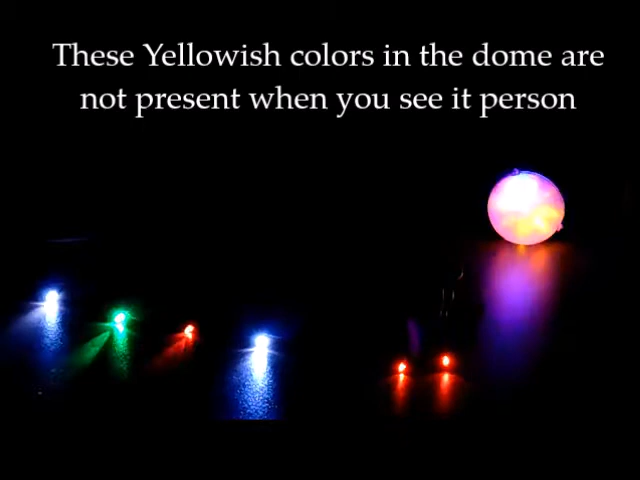 These Yellowish colors in the dome are
not present when you see it person